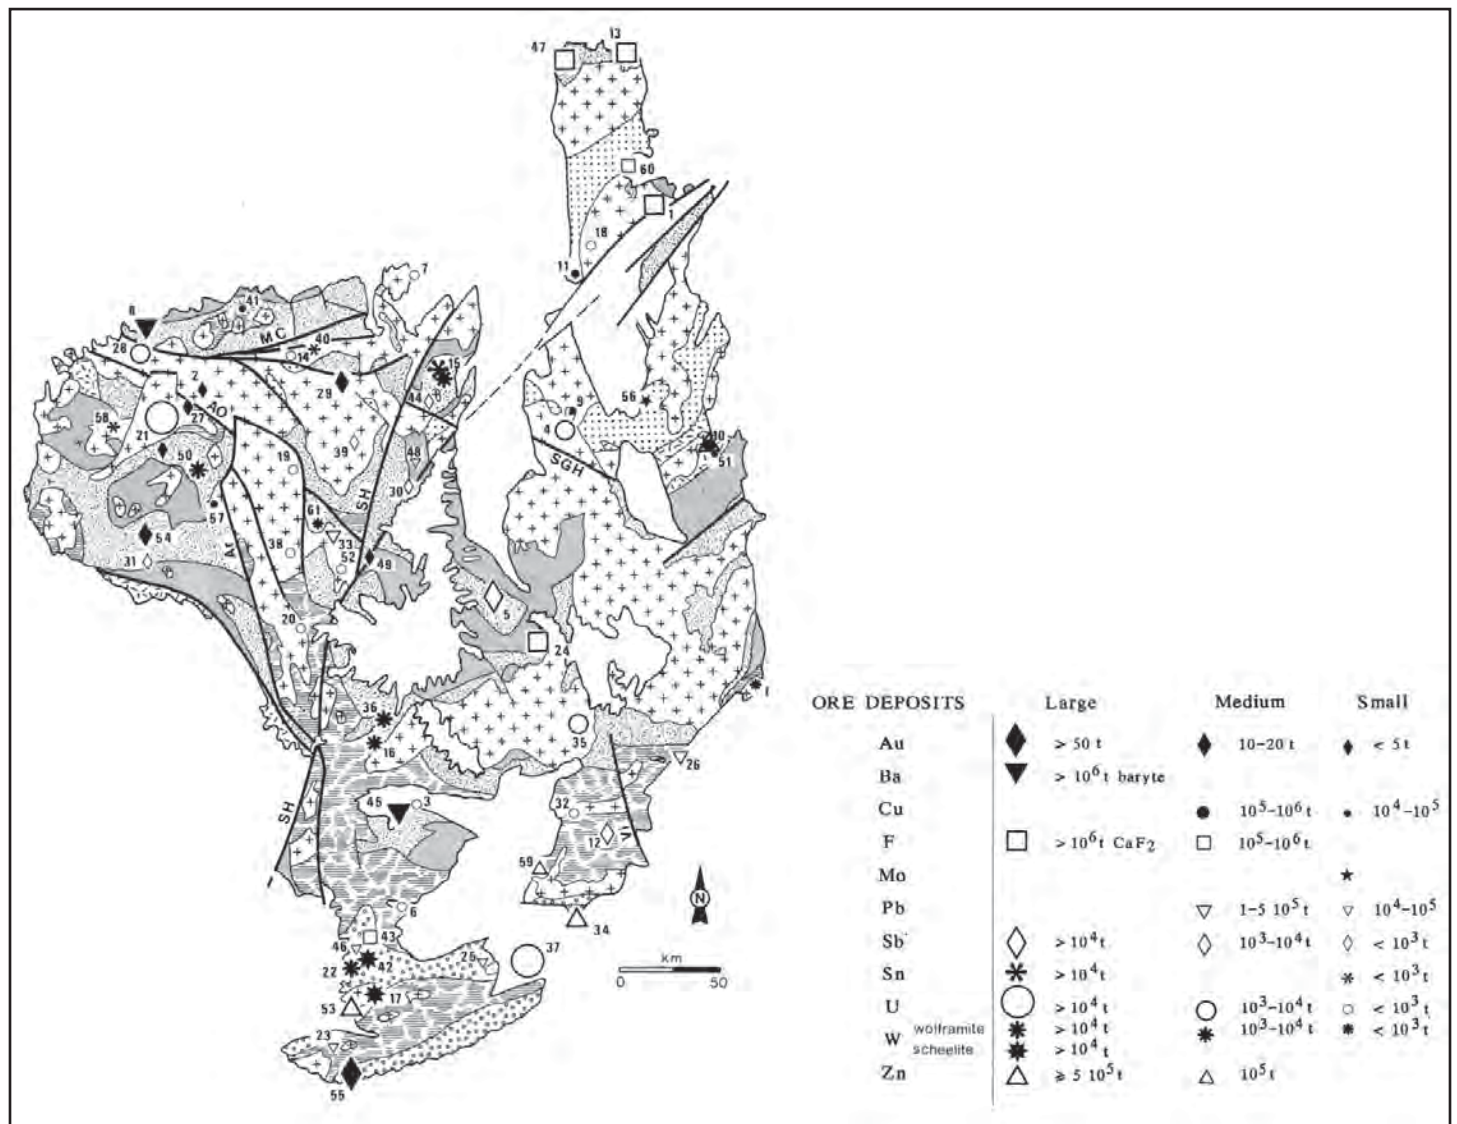 47 13
60
1
18
11
7
8 41
MC 40
28 14
2 29 15
AO 44
27 9 56
58 21 4
50 39 48 10
51
19 SGH
30
SH
57 61
54 33
Ar 38 52 49
31
5
20
24
36
35
16 26
SH 45 3 32
12 VI
59
6
34
43
46 25 37
42
22
17
53
23
55
N
km
0 50
ORE DEPOSITS Large Medium Small
Au > 50 t 10-20 t < 5 t
Ba > 10⁶ t baryte
Cu 10⁵-10⁶ t 10⁴-10⁵
F > 10⁶ t CaF₂ 10⁵-10⁶ t
Mo
Pb 1-5 10⁵ t 10⁴-10⁵
Sb > 10⁴ t 10³-10⁴ t < 10³ t
Sn > 10⁴ t < 10³ t
U > 10⁴ t 10³-10⁴ t < 10³ t
W wolframite > 10⁴ t 10³-10⁴ t < 10³ t
scheelite > 10⁴ t
Zn ⩾ 5 10⁵ t 10⁵ t